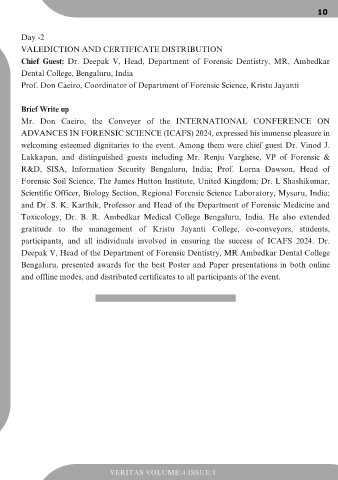 10
Day -2
VALEDICTION AND CERTIFICATE DISTRIBUTION
Chief Guest: Dr. Deepak V, Head, Department of Forensic Dentistry, MR, Ambedkar
Dental College, Bengaluru, India
Prof. Don Caeiro, Coordinator of Department of Forensic Science, Kristu Jayanti
Brief Write up
Mr. Don Caeiro, the Conveyer of the INTERNATIONAL CONFERENCE ON
ADVANCES IN FORENSIC SCIENCE (ICAFS) 2024, expressed his immense pleasure in
welcoming esteemed dignitaries to the event. Among them were chief guest Dr. Vinod J.
Lakkapan, and distinguished guests including Mr. Renju Varghese, VP of Forensic &
R&D, SISA, Information Security Bengaluru, India; Prof. Lorna Dawson, Head of
Forensic Soil Science, The James Hutton Institute, United Kingdom; Dr. L Shashikumar,
Scientific Officer, Biology Section, Regional Forensic Science Laboratory, Mysuru, India;
and Dr. S. K. Karthik, Professor and Head of the Department of Forensic Medicine and
Toxicology, Dr. B. R. Ambedkar Medical College Bengaluru, India. He also extended
gratitude to the management of Kristu Jayanti College, co-conveyors, students,
participants, and all individuals involved in ensuring the success of ICAFS 2024. Dr.
Deepak V, Head of the Department of Forensic Dentistry, MR Ambedkar Dental College
Bengaluru, presented awards for the best Poster and Paper presentations in both online
and offline modes, and distributed certificates to all participants of the event.
VERITAS VOLUME:4 ISSUE:1